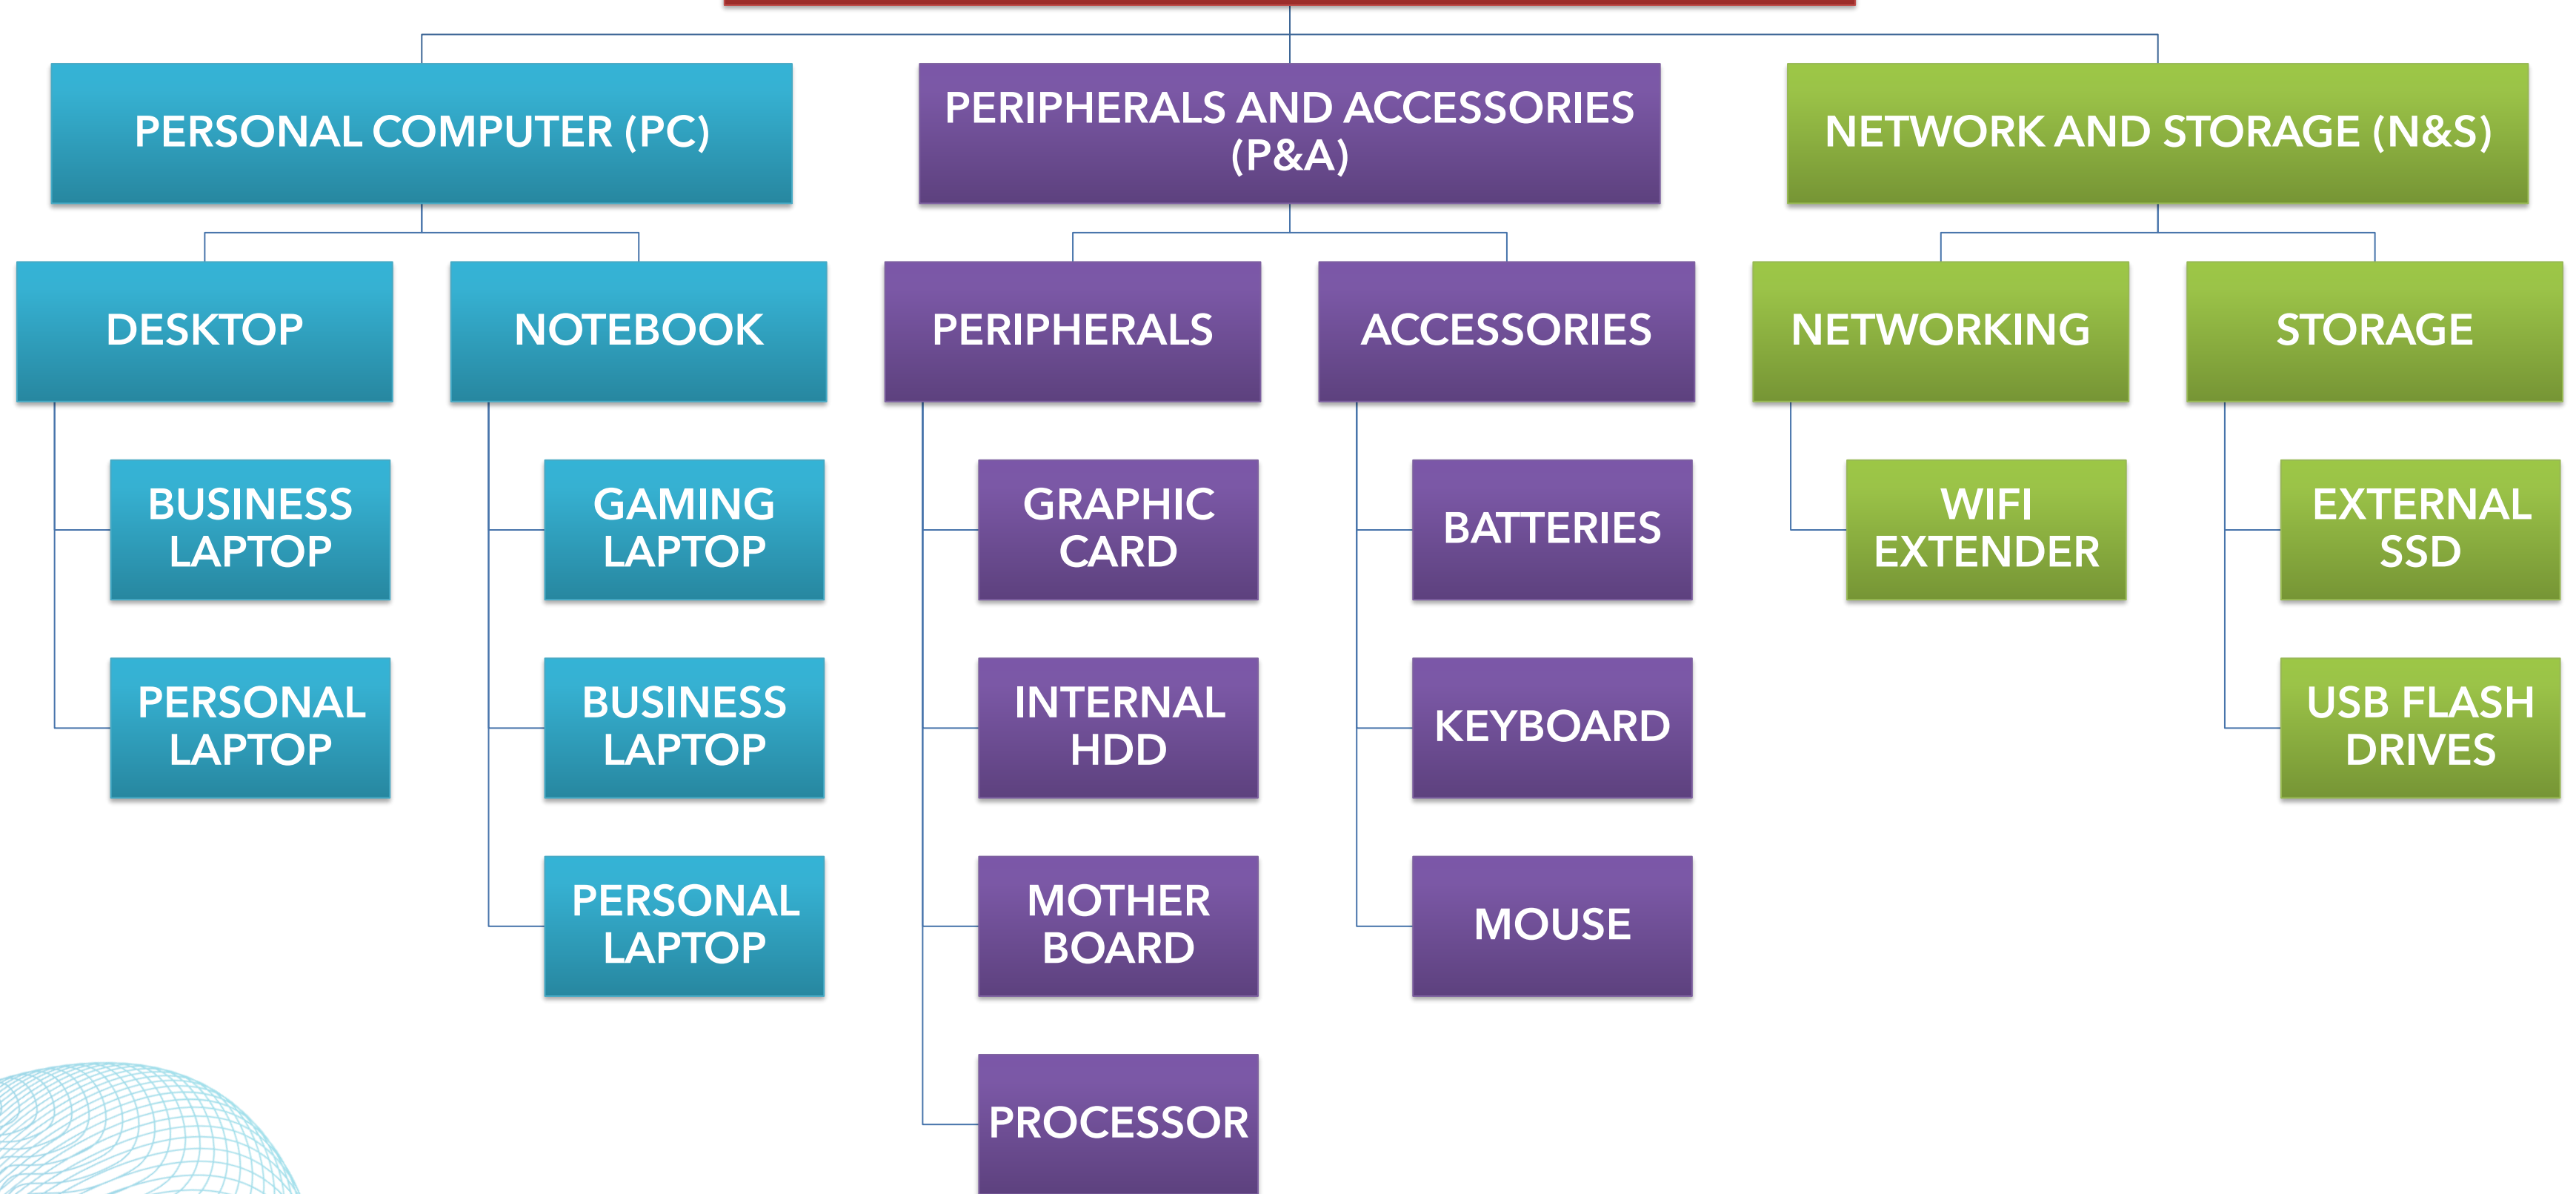 PERSONAL COMPUTER (PC)
PERIPHERALS AND ACCESSORIES
(P&A)
NETWORK AND STORAGE (N&S)
DESKTOP
NOTEBOOK
PERIPHERALS
ACCESSORIES
NETWORKING
STORAGE
BUSINESS
LAPTOP
PERSONAL
LAPTOP
GAMING
LAPTOP
BUSINESS
LAPTOP
PERSONAL
LAPTOP
GRAPHIC
CARD
INTERNAL
HDD
MOTHER
BOARD
PROCESSOR
BATTERIES
KEYBOARD
MOUSE
WIFI
EXTENDER
EXTERNAL
SSD
USB FLASH
DRIVES